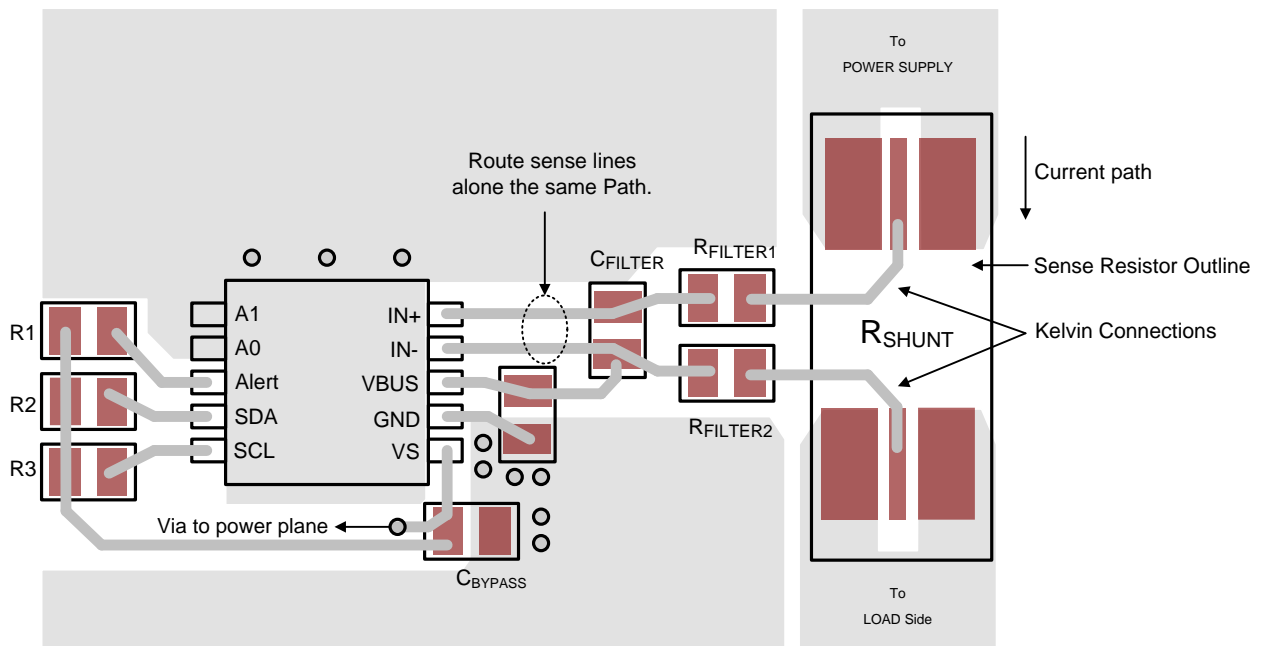 To
POWER SUPPLY
Route sense lines
alone the same Path.
Current path
CFILTER
RFILTER1
Sense Resistor Outline
R1
A1
IN+
RSHUNT
Kelvin Connections
A0
IN-
Alert
VBUS
R2
SDA
GND
RFILTER2
R3
SCL
VS
Via to power plane
CBYPASS
To
LOAD Side